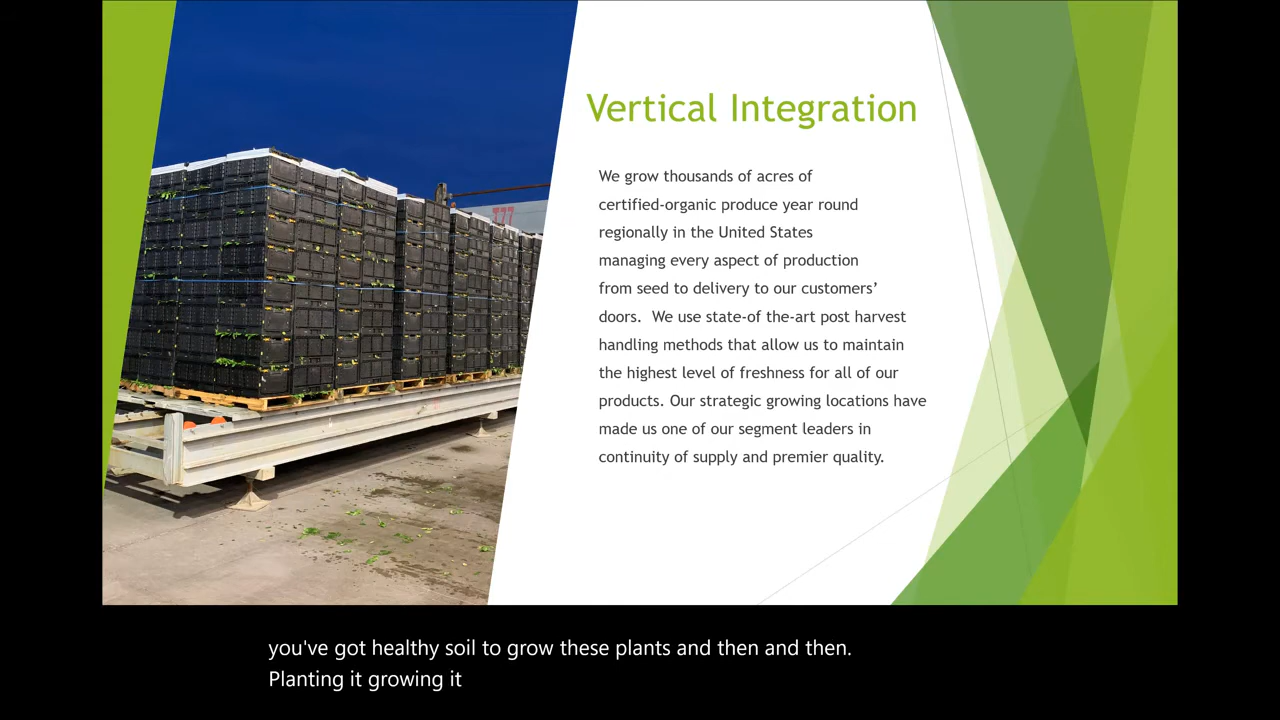 Vertical Integration
We grow thousands of acres of
certified-organic produce year round
regionally in the United States
managing every aspect of production
from seed to delivery to our customers’
doors.  We use state-of the-art post harvest
handling methods that allow us to maintain
the highest level of freshness for all of our
products. Our strategic growing locations have
made us one of our segment leaders in
continuity of supply and premier quality.
you've got healthy soil to grow these plants and then and then.
Planting it growing it